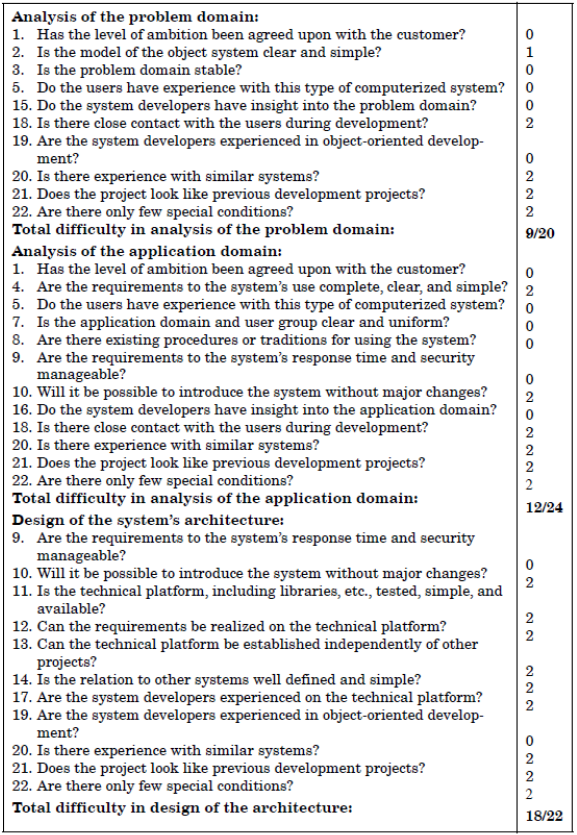 Analysis of the problem domain:
1. Has the level of ambition been agreed upon with the customer? 0
2. Is the model of the object system clear and simple? 1
3. Is the problem domain stable? 0
5. Do the users have experience with this type of computerized system? 0
15. Do the system developers have insight into the problem domain? 0
18. Is there close contact with the users during development? 2
19. Are the system developers experienced in object-oriented develop-
ment? 0
20. Is there experience with similar systems? 2
21. Does the project look like previous development projects? 2
22. Are there only few special conditions? 2
Total difficulty in analysis of the problem domain: 9/20
Analysis of the application domain:
1. Has the level of ambition been agreed upon with the customer? 0
4. Are the requirements to the system's use complete, clear, and simple? 2
5. Do the users have experience with this type of computerized system? 0
7. Is the application domain and user group clear and uniform? 0
8. Are there existing procedures or traditions for using the system? 0
9. Are the requirements to the system's response time and security
manageable? 0
10. Will it be possible to introduce the system without major changes? 2
16. Do the system developers have insight into the application domain? 0
18. Is there close contact with the users during development? 2
20. Is there experience with similar systems? 2
21. Does the project look like previous development projects? 2
22. Are there only few special conditions? 2
Total difficulty in analysis of the application domain: 12/24
Design of the system's architecture:
9. Are the requirements to the system's response time and security
manageable? 0
10. Will it be possible to introduce the system without major changes? 2
11. Is the technical platform, including libraries, etc., tested, simple, and
available? 2
12. Can the requirements be realized on the technical platform? 2
13. Can the technical platform be established independently of other
projects? 2
14. Is the relation to other systems well defined and simple? 2
17. Are the system developers experienced on the technical platform? 2
19. Are the system developers experienced in object-oriented develop-
ment? 0
20. Is there experience with similar systems? 2
21. Does the project look like previous development projects? 2
22. Are there only few special conditions? 2
Total difficulty in design of the architecture: 18/22